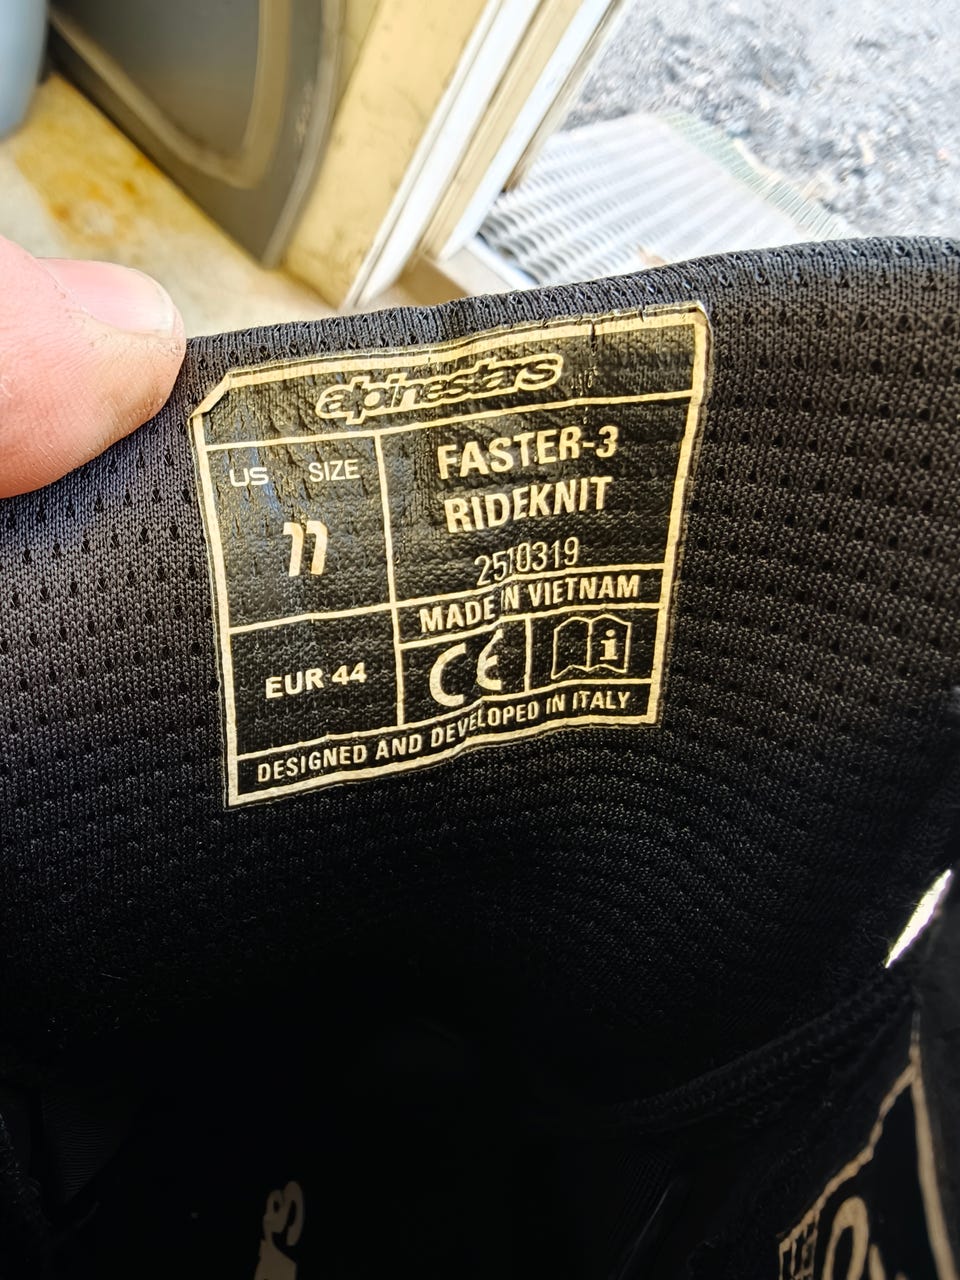 alpinestars
US SIZE
11
FASTER-3
RIDEKNIT
2510319
MADE IN VIETNAM
EUR 44
CE
i
DESIGNED AND DEVELOPED IN ITALY